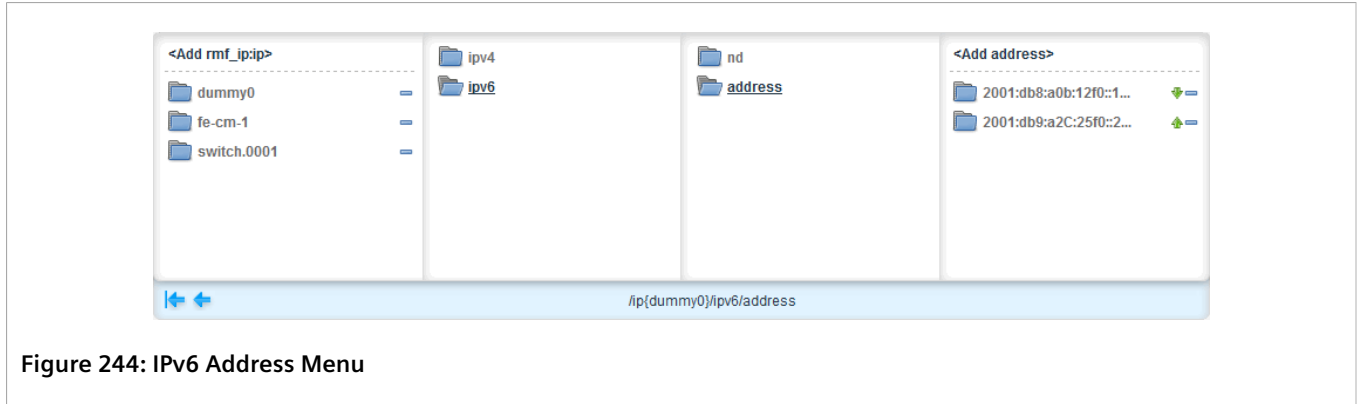 <Add rmf_ip:ip>
dummy0
fe-cm-1
switch.0001
ipv4
ipv6
nd
address
<Add address>
2001:db8:a0b:12f0::1...
2001:db9:a2C:25f0::2...
/ip{dummy0}/ipv6/address
Figure 244: IPv6 Address Menu